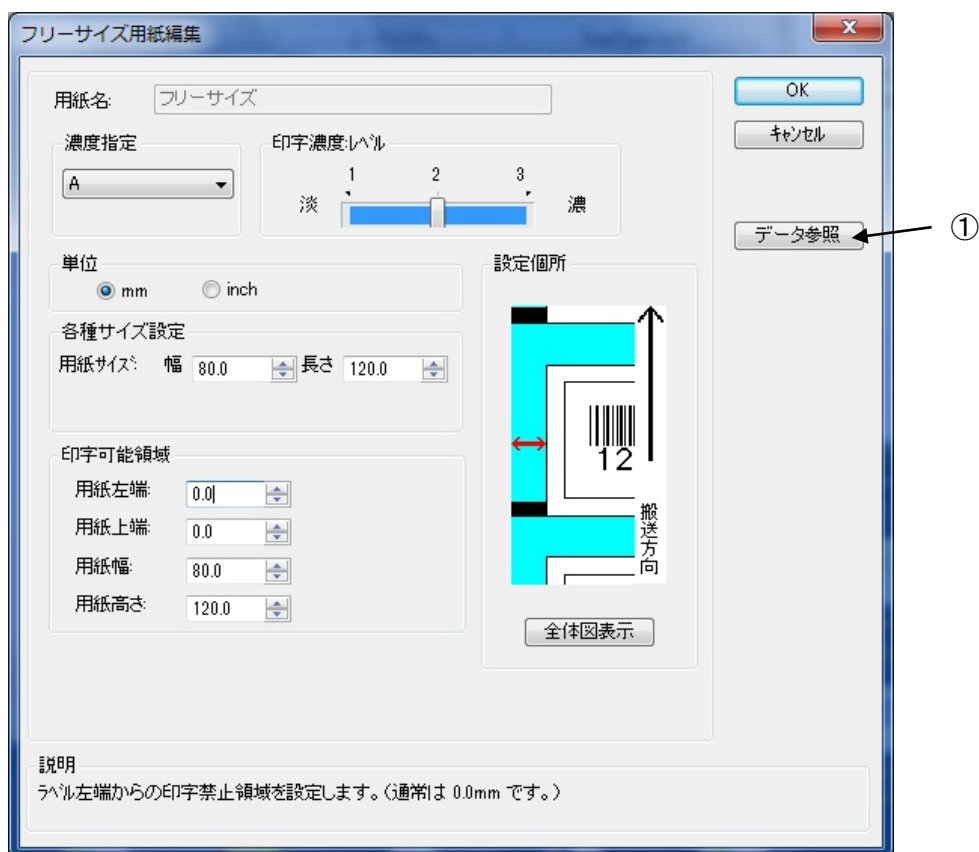 フリーサイズ用紙編集
x
用紙名: フリーサイズ
OK
キャンセル
濃度指定
A
印字濃度:レベル
1 2 3
淡 濃
データ参照 ①
単位
mm inch
設定個所
各種サイズ設定
用紙サイズ: 幅 80.0 長さ 120.0
印字可能領域
用紙左端: 0.0
用紙上端: 0.0
用紙幅: 80.0
用紙高さ: 120.0
12
搬送方向
全体図表示
説明
ラベル左端からの印字禁止領域を設定します。(通常は 0.0mm です。)